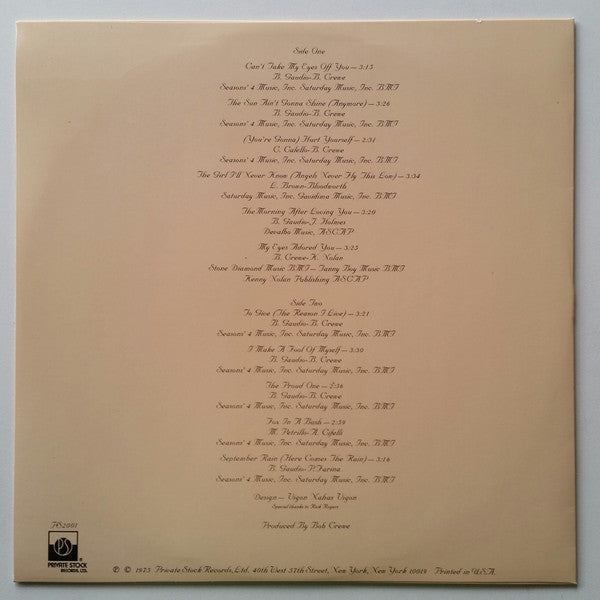 Side One
Can't Take My Eyes Off You — 3:15
B. Gaudio-B. Crewe
Seasons' 4 Music, Inc. Saturday Music, Inc. BMI
The Sun Ain't Gonna Shine (Anymore) — 3:26
B. Gaudio-B. Crewe
Seasons' 4 Music, Inc. Saturday Music, Inc. BMI
(You're Gonna) Hurt Yourself — 2:31
C. Calello-B. Crewe
Seasons' 4 Music, Inc. Saturday Music, Inc. BMI
The Girl I'll Never Know (Angels Never Fly This Low) — 3:34
L. Brown-Bloodworth
Saturday Music, Inc. Gavadima Music, Inc. BMI
The Morning After Loving You — 3:20
B. Gaudio-J. Holmes
Devalbo Music, ASCAP
My Eyes Adored You — 3:25
B. Crewe-K. Nolan
Stone Diamond Music BMI — Tanny Boy Music BMI
Kenny Nolan Publishing ASCAP
Side Two
To Give (The Reason I Live) — 3:21
B. Gaudio-B. Crewe
Seasons' 4 Music, Inc. Saturday Music, Inc. BMI
I Make A Fool Of Myself — 3:30
B. Gaudio-B. Crewe
Seasons' 4 Music, Inc. Saturday Music, Inc. BMI
The Proud One — :36
B. Gaudio-B. Crewe
Seasons' 4 Music, Inc. Saturday Music, Inc. BMI
Fox In A Bush — 2:59
M. Petrillo-A. Cifelli
Seasons' 4 Music, Inc. Saturday Music, Inc. BMI
September Rain (Here Comes The Rain) — 3:16
B. Gaudio-P. Farina
Seasons' 4 Music, Inc. Saturday Music, Inc. BMI
Design — Vigon Nahas Vigon
Special thanks to Rick Rogers
Produced By Bob Crewe
PS2001
PS
PRIVATE STOCK
RECORDS, LTD.
℗ © 1975 Private Stock Records, Ltd. 40th West 57th Street, New York, New York 10019 Printed in U.S.A.